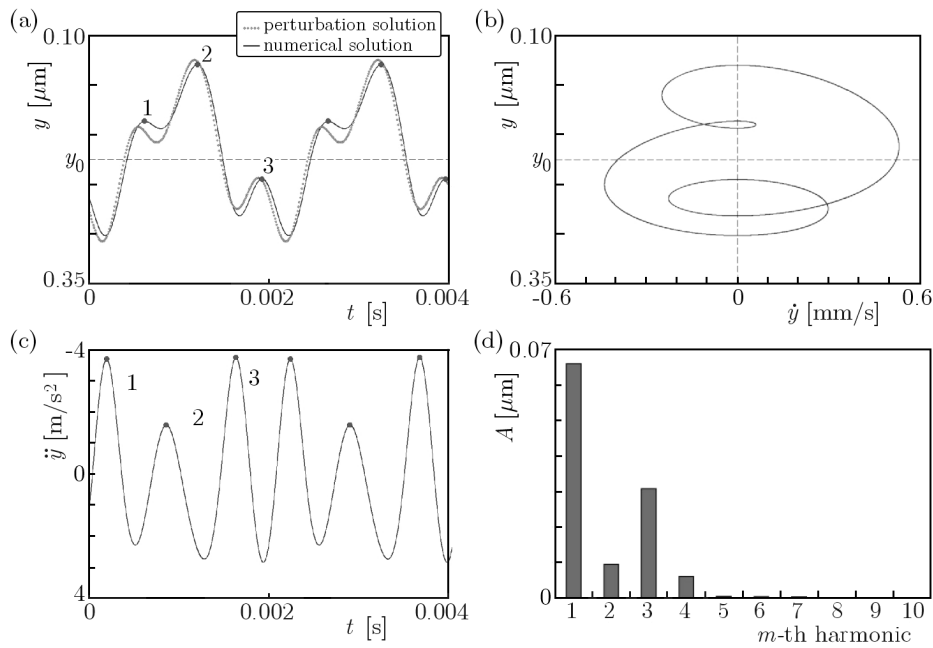 (a)
perturbation solution
numerical solution
0.10
y [μm]
y₀
0.35
1
2
3
0
0.002
0.004
t [s]
(b)
0.10
y [μm]
y₀
0.35
-0.6
0
0.6
ẏ [mm/s]
(c)
-4
ÿ [m/s²]
0
4
1
2
3
0
0.002
0.004
t [s]
(d)
0.07
A [μm]
0
1 2 3 4 5 6 7 8 9 10
m-th harmonic